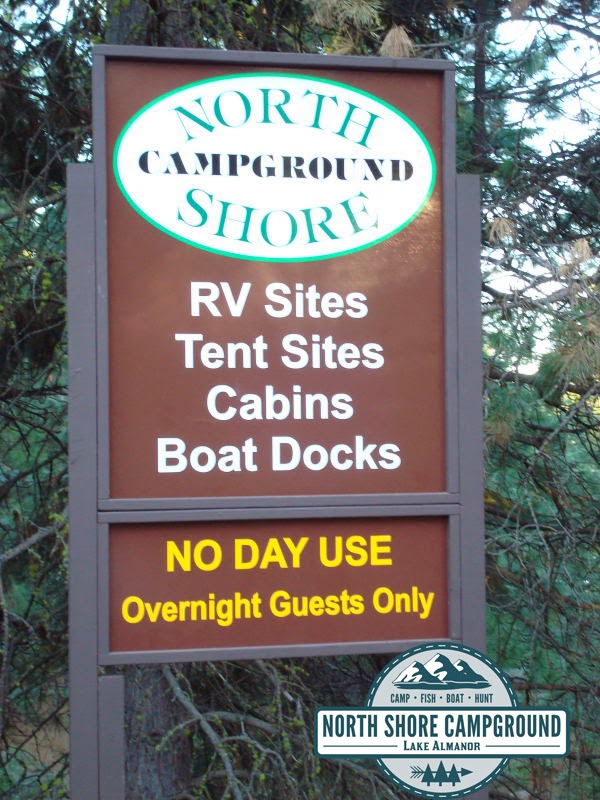 NORTH
CAMPGROUND
SHORE
RV Sites
Tent Sites
Cabins
Boat Docks
NO DAY USE
Overnight Guests Only
CAMP • FISH • BOAT • HUNT
NORTH SHORE CAMPGROUND
LAKE ALMANOR